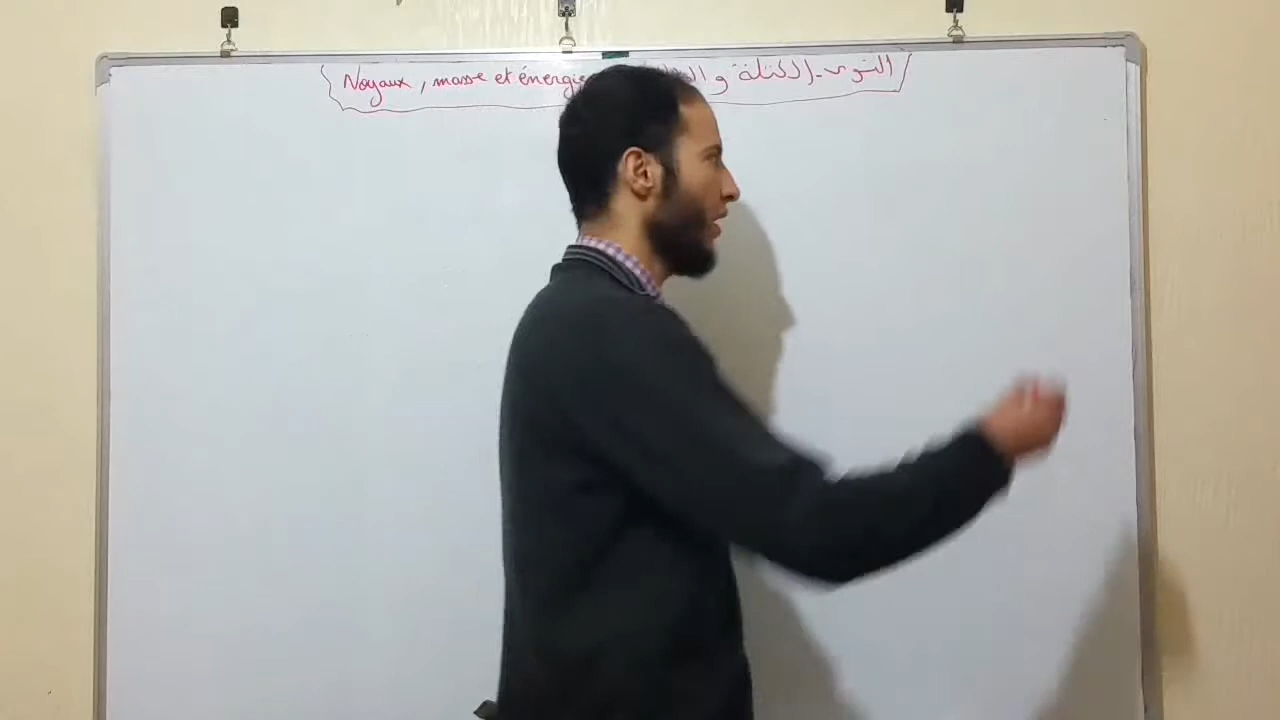 Noyaux, masse et énergie النوى - الكتلة و